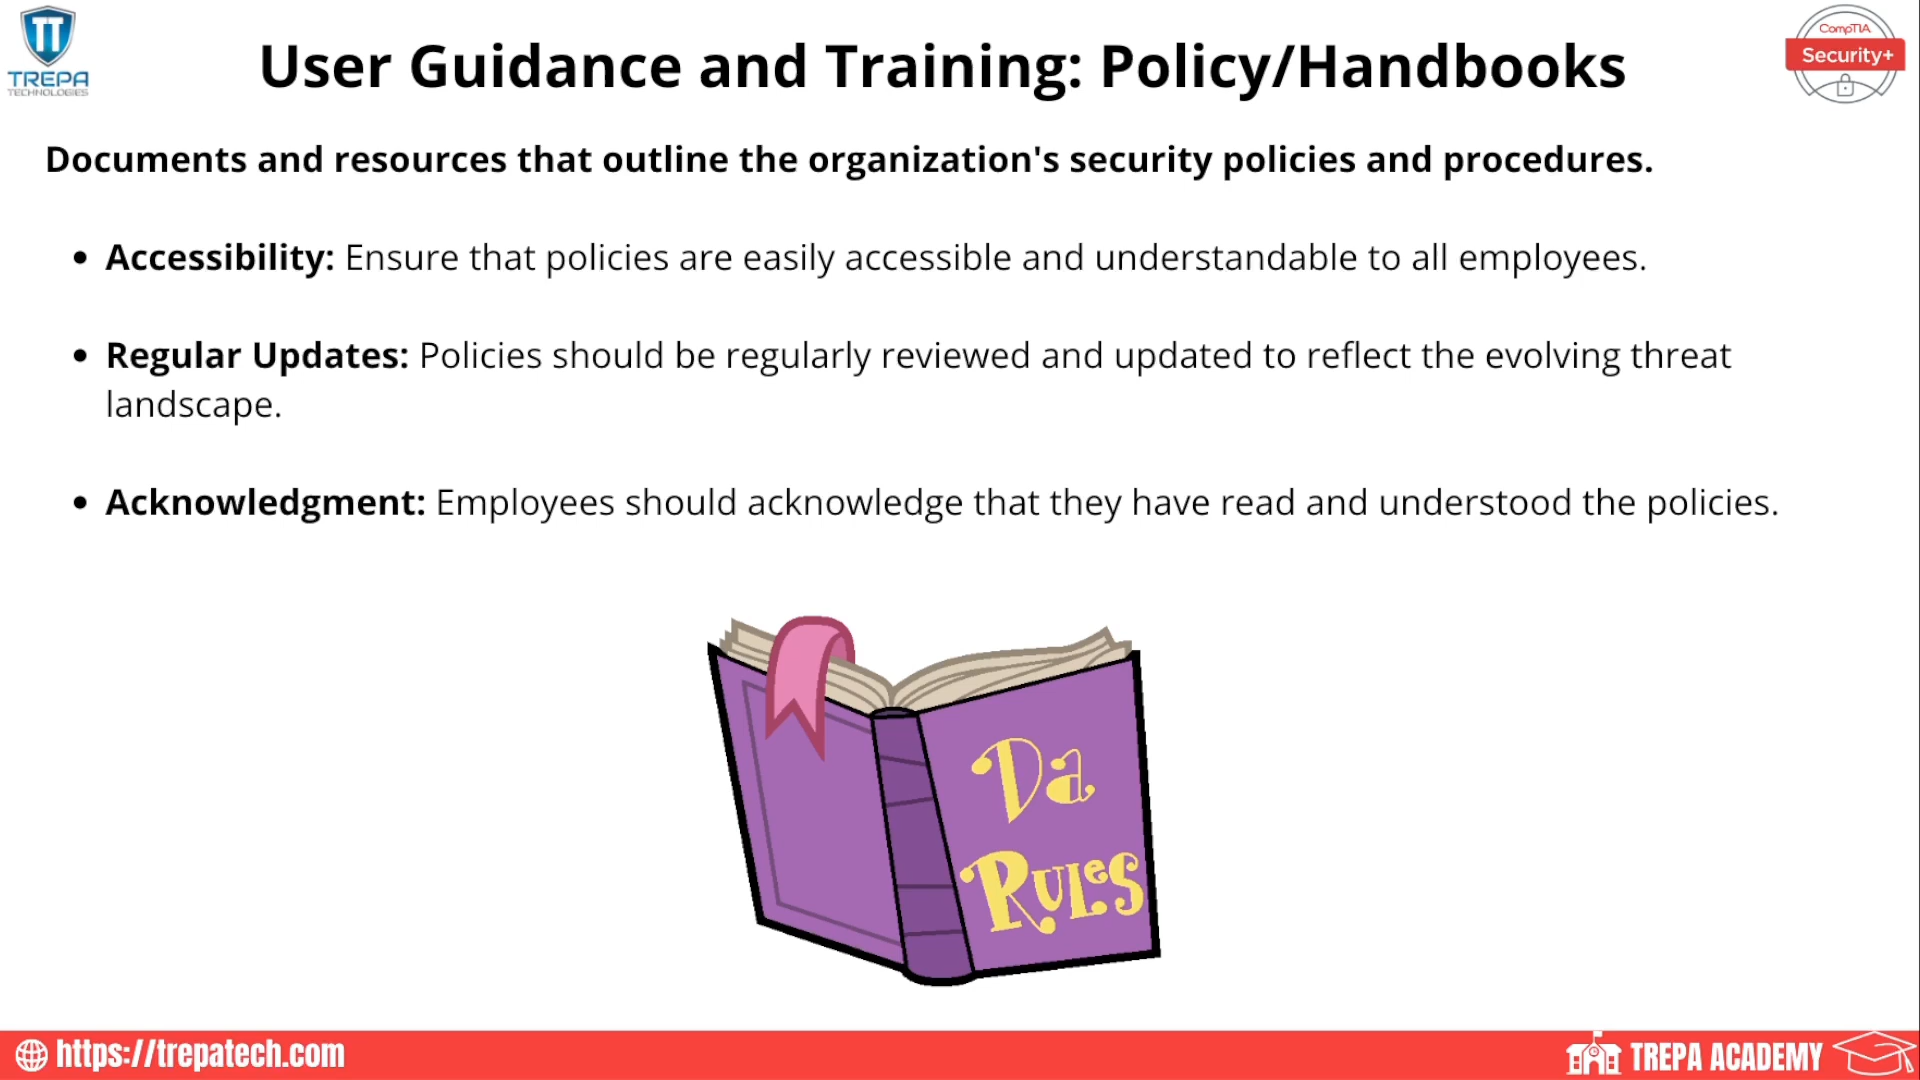 TT
TREPA
TECHNOLOGIES
User Guidance and Training: Policy/Handbooks
CompTIA
Security+
Documents and resources that outline the organization's security policies and procedures.
• Accessibility: Ensure that policies are easily accessible and understandable to all employees.
• Regular Updates: Policies should be regularly reviewed and updated to reflect the evolving threat
landscape.
• Acknowledgment: Employees should acknowledge that they have read and understood the policies.
Da
Rules
https://trepatech.com
TREPA ACADEMY